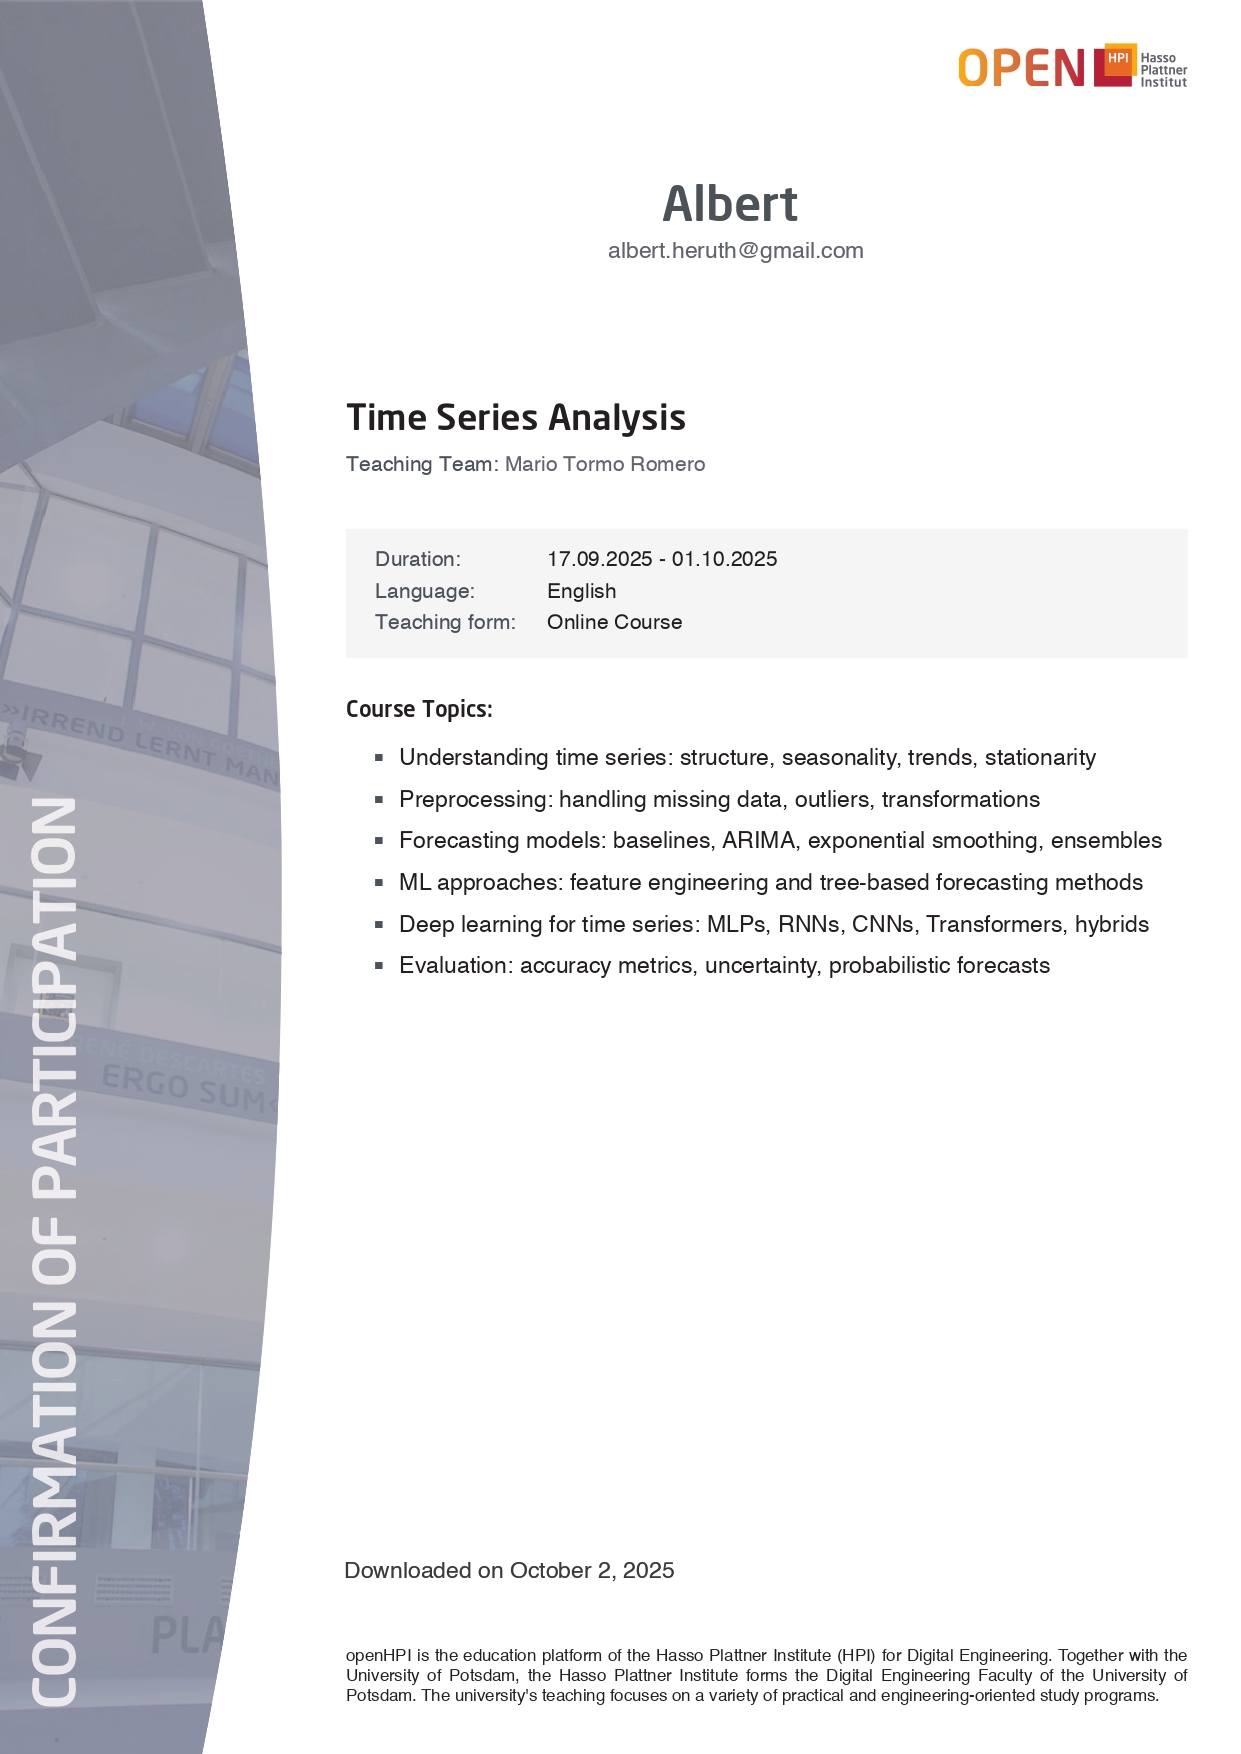 OPEN HPI Hasso
Plattner
Institut
Albert
albert.heruth@gmail.com
Time Series Analysis
Teaching Team: Mario Tormo Romero
Duration: 17.09.2025 - 01.10.2025
Language: English
Teaching form: Online Course
Course Topics:
Understanding time series: structure, seasonality, trends, stationarity
Preprocessing: handling missing data, outliers, transformations
Forecasting models: baselines, ARIMA, exponential smoothing, ensembles
ML approaches: feature engineering and tree-based forecasting methods
Deep learning for time series: MLPs, RNNs, CNNs, Transformers, hybrids
Evaluation: accuracy metrics, uncertainty, probabilistic forecasts
Downloaded on October 2, 2025
openHPI is the education platform of the Hasso Plattner Institute (HPI) for Digital Engineering. Together with the
University of Potsdam, the Hasso Plattner Institute forms the Digital Engineering Faculty of the University of
Potsdam. The university's teaching focuses on a variety of practical and engineering-oriented study programs.
CONFIRMATION OF PARTICIPATION
»IRREND LERNT MAN
RENÉ DESCARTES
ERGO SUM«
PLA